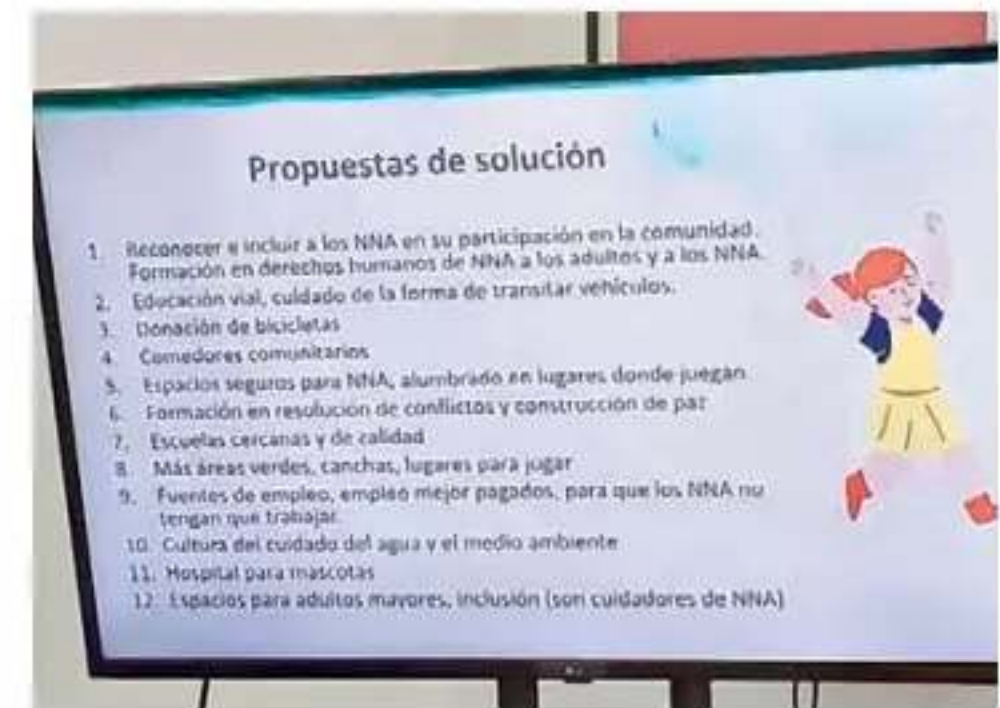 Propuestas de solución
1. Reconocer e incluir a los NNA en su participación en la comunidad.
Formación en derechos humanos de NNA a los adultos y a los NNA.
2. Educación vial, cuidado de la forma de transitar vehículos.
3. Donación de bicicletas
4. Comedores comunitarios
5. Espacios seguros para NNA, alumbrado en lugares donde juegan
6. Formación en resolución de conflictos y construcción de paz
7. Escuelas cercanas y de calidad
8. Más áreas verdes, canchas, lugares para jugar
9. Fuentes de empleo, empleo mejor pagados, para que los NNA no
tengan que trabajar.
10. Cultura del cuidado del agua y el medio ambiente
11. Hospital para mascotas
12. Espacios para adultos mayores, inclusión (son cuidadores de NNA)